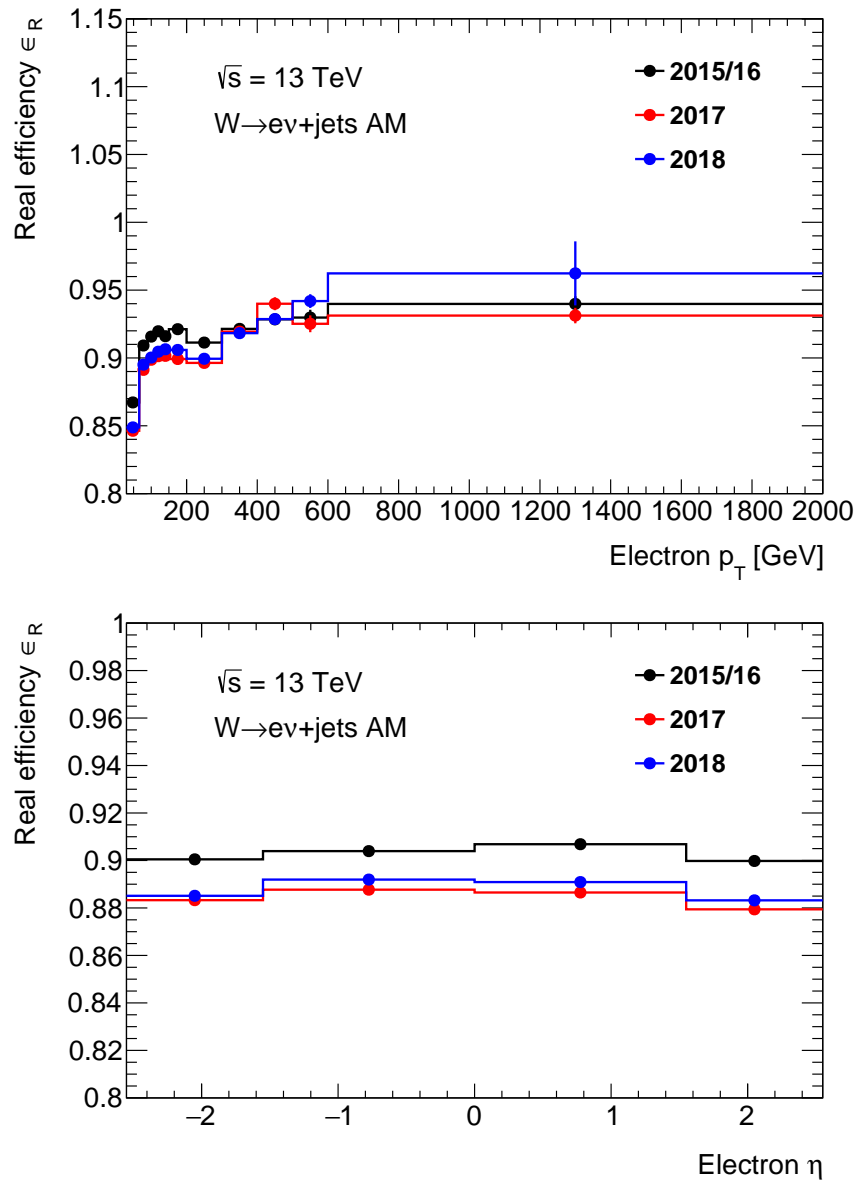 Real efficiency ϵ_R
1.15
1.1
1.05
1
0.95
0.9
0.85
0.8
√s = 13 TeV
W→eν+jets AM
2015/16
2017
2018
200 400 600 800 1000 1200 1400 1600 1800 2000
Electron p_T [GeV]
Real efficiency ϵ_R
1
0.98
0.96
0.94
0.92
0.9
0.88
0.86
0.84
0.82
0.8
√s = 13 TeV
W→eν+jets AM
2015/16
2017
2018
−2 −1 0 1 2
Electron η